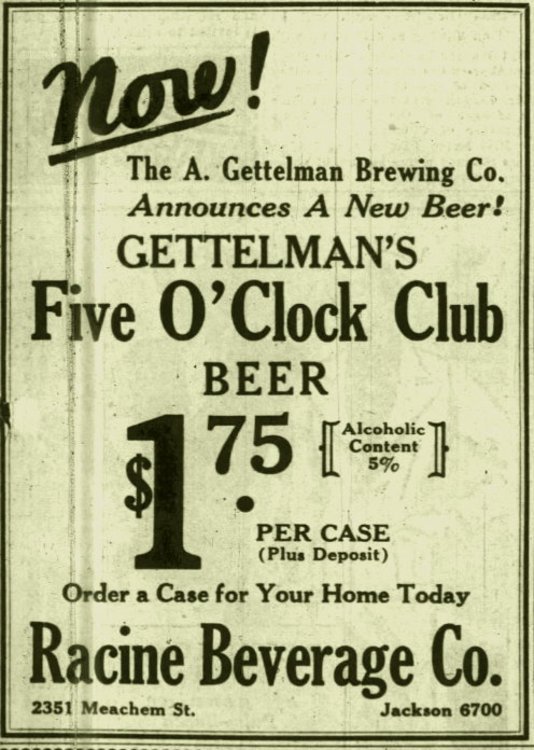 Now!
The A. Gettelman Brewing Co.
Announces A New Beer!
GETTELMAN'S
Five O'Clock Club
BEER
$1.75
Alcoholic
Content
5%
PER CASE
(Plus Deposit)
Order a Case for Your Home Today
Racine Beverage Co.
2351 Meachem St. Jackson 6700